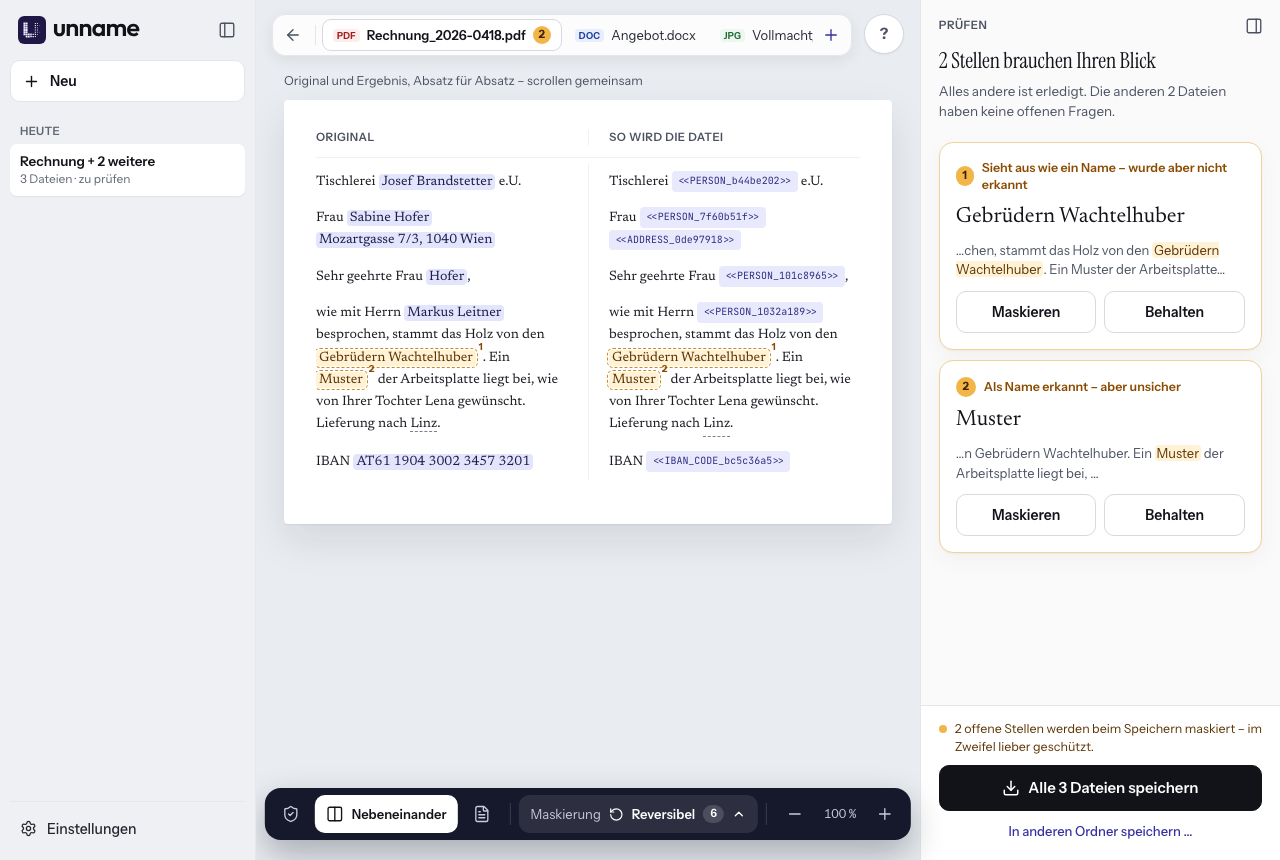 unname
Neu
HEUTE
Rechnung + 2 weitere
3 Dateien · zu prüfen
Einstellungen
PDF Rechnung_2026-0418.pdf 2
DOC Angebot.docx
JPG Vollmacht
?
Original und Ergebnis, Absatz für Absatz – scrollen gemeinsam
ORIGINAL
Tischlerei Josef Brandstetter e.U.
Frau Sabine Hofer
Mozartgasse 7/3, 1040 Wien
Sehr geehrte Frau Hofer,
wie mit Herrn Markus Leitner
besprochen, stammt das Holz von den
Gebrüdern Wachtelhuber 1. Ein
Muster 2 der Arbeitsplatte liegt bei, wie
von Ihrer Tochter Lena gewünscht.
Lieferung nach Linz.
IBAN AT61 1904 3002 3457 3201
SO WIRD DIE DATEI
Tischlerei <<PERSON_b44be202>> e.U.
Frau <<PERSON_7f60b51f>>
<<ADDRESS_0de97918>>
Sehr geehrte Frau <<PERSON_101c8965>>,
wie mit Herrn <<PERSON_1032a189>>
besprochen, stammt das Holz von den
Gebrüdern Wachtelhuber 1. Ein
Muster 2 der Arbeitsplatte liegt bei, wie
von Ihrer Tochter Lena gewünscht.
Lieferung nach Linz.
IBAN <<IBAN_CODE_bc5c36a5>>
Nebeneinander
Maskierung Reversibel 6
100 %
PRÜFEN
2 Stellen brauchen Ihren Blick
Alles andere ist erledigt. Die anderen 2 Dateien
haben keine offenen Fragen.
1 Sieht aus wie ein Name – wurde aber nicht
erkannt
Gebrüdern Wachtelhuber
…chen, stammt das Holz von den Gebrüdern
Wachtelhuber. Ein Muster der Arbeitsplatte…
Maskieren Behalten
2 Als Name erkannt – aber unsicher
Muster
…n Gebrüdern Wachtelhuber. Ein Muster der
Arbeitsplatte liegt bei, …
Maskieren Behalten
2 offene Stellen werden beim Speichern maskiert – im
Zweifel lieber geschützt.
Alle 3 Dateien speichern
In anderen Ordner speichern …